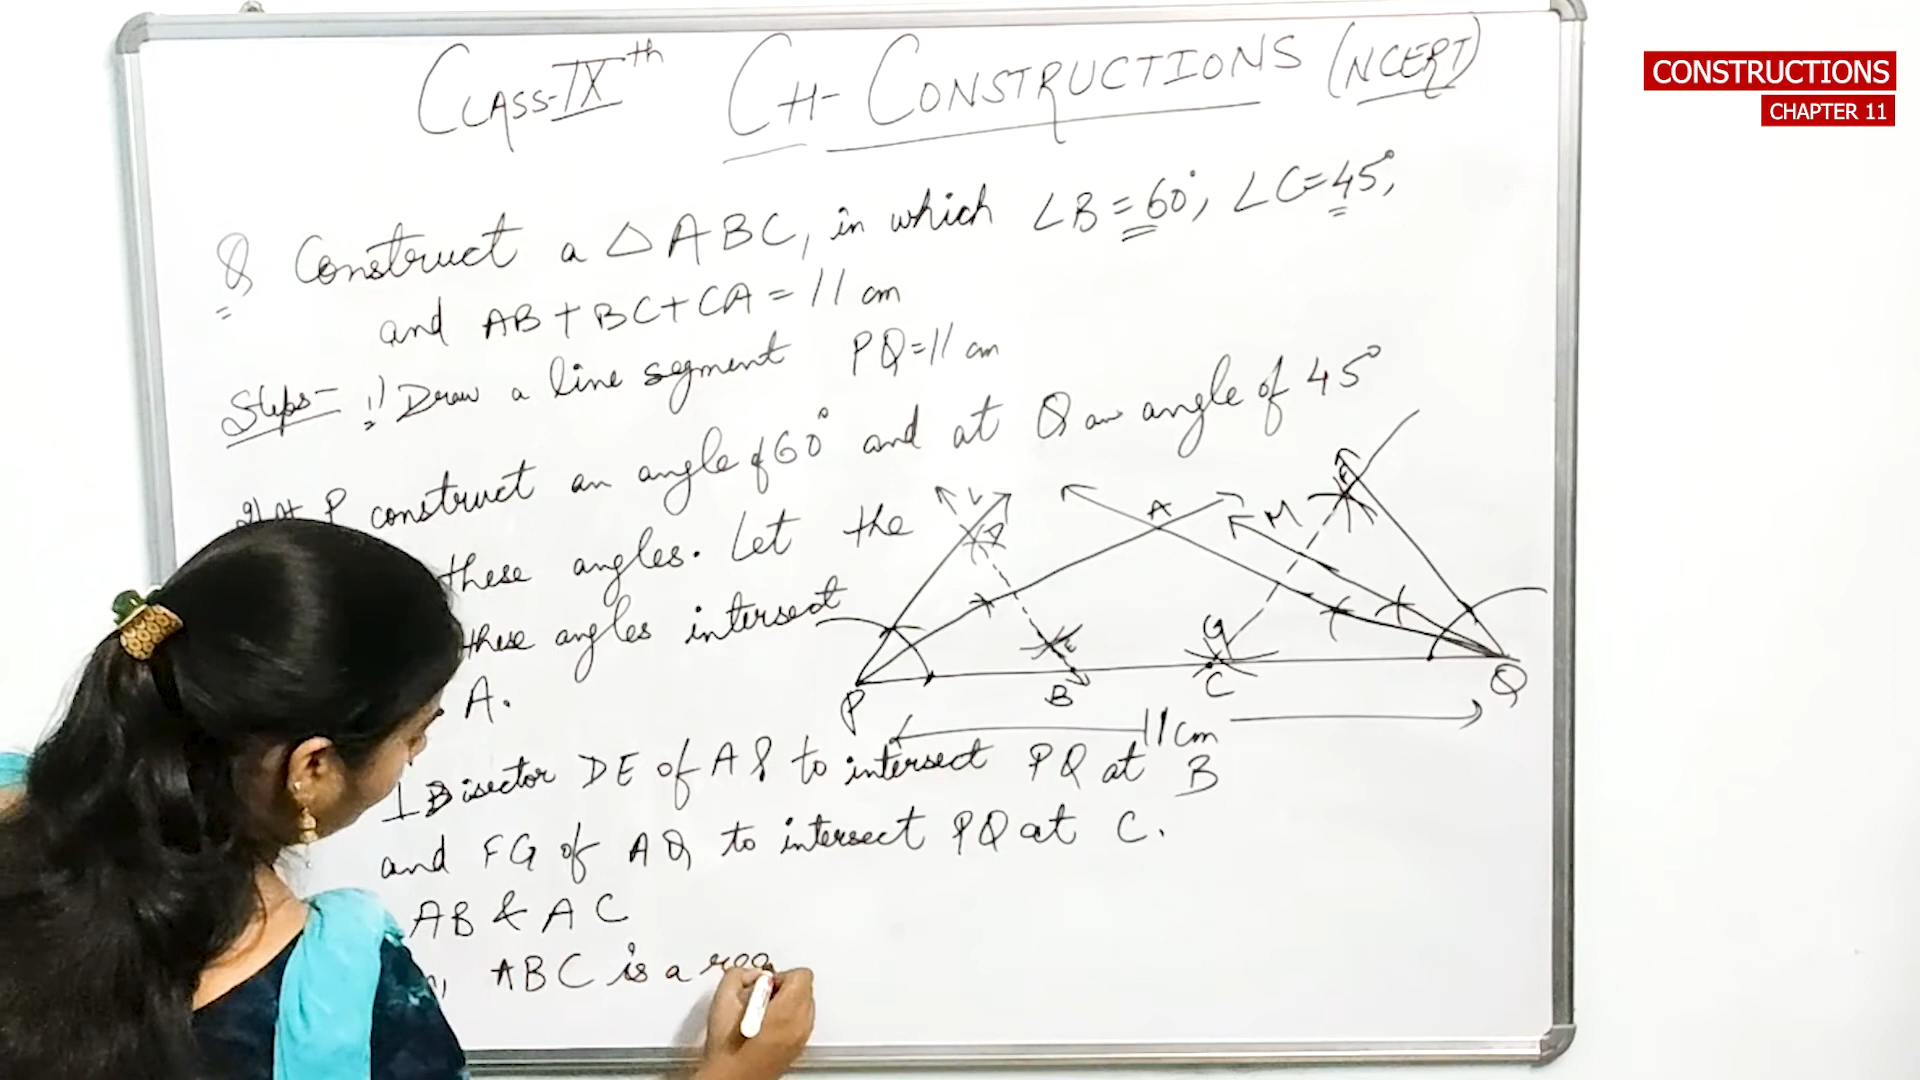 CLASS-IXth CH-CONSTRUCTIONS (NCERT)
CONSTRUCTIONS
CHAPTER 11
Q Construct a △ABC, in which ∠B=60°, ∠C=45°,
and AB+BC+CA=11 cm
Steps- 1) Draw a line segment PQ=11 cm
2) At P construct an angle of 60° and at Q an angle of 45°
these angles. Let the
these angles intersect
A.
⊥ Bisector DE of AP to intersect PQ at B
and FG of AQ to intersect PQ at C.
AB & AC
ABC is a
L D A M F
E G
P B C Q
11 cm